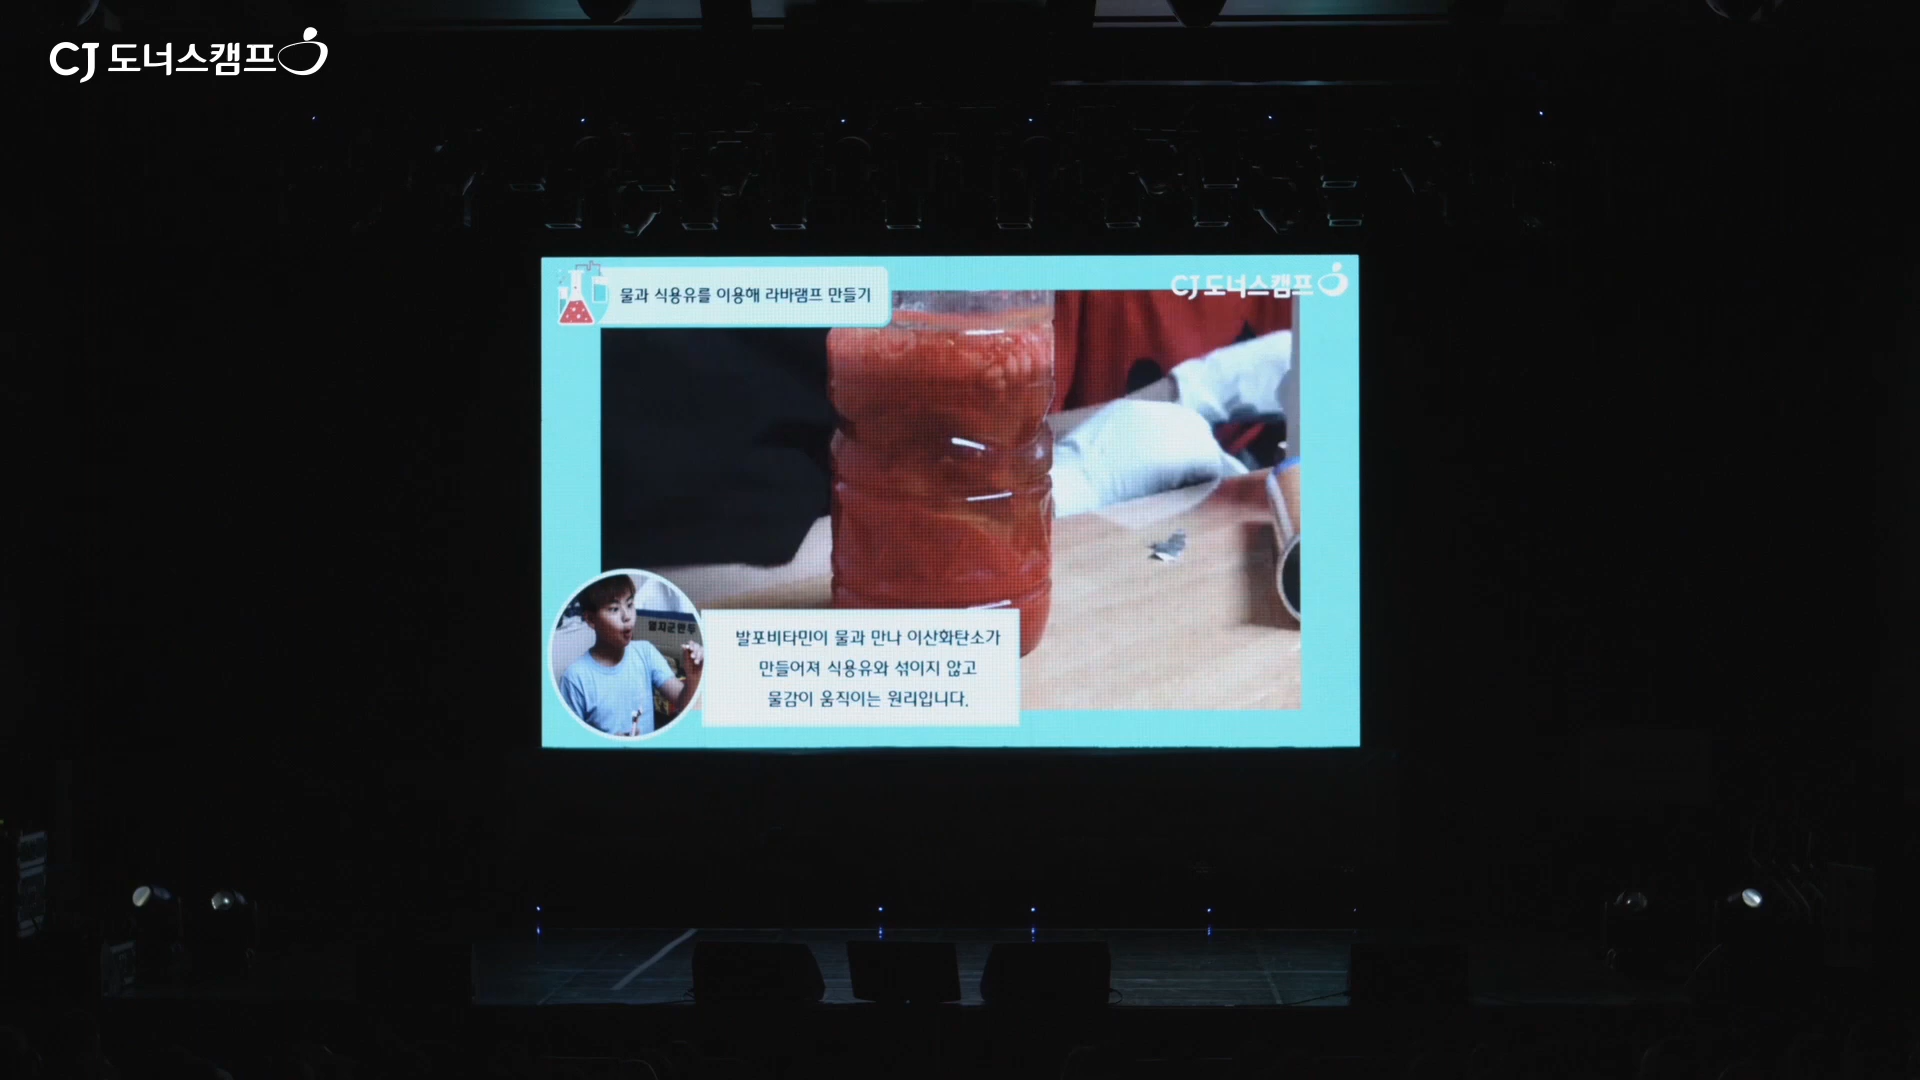 CJ 도너스캠프
물과 식용유를 이용해 라바램프 만들기
CJ 도너스캠프
발포비타민이 물과 만나 이산화탄소가
만들어져 식용유와 섞이지 않고
물감이 움직이는 원리입니다.